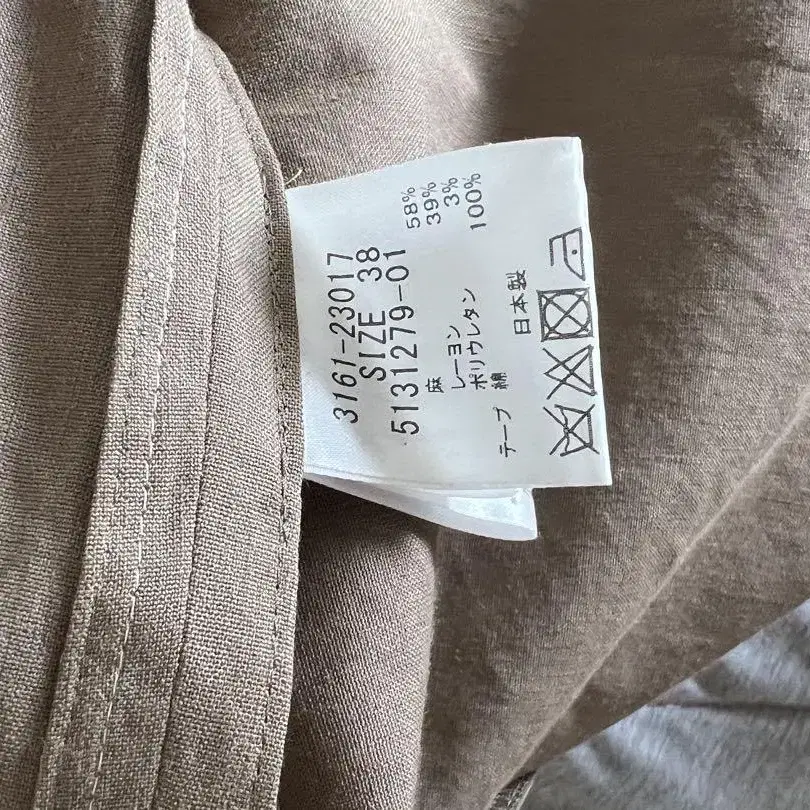 3161-23017
SIZE 38
5131279-01
麻 58%
レーヨン 39%
ポリウレタン 3%
テープ 綿 100%
日本製